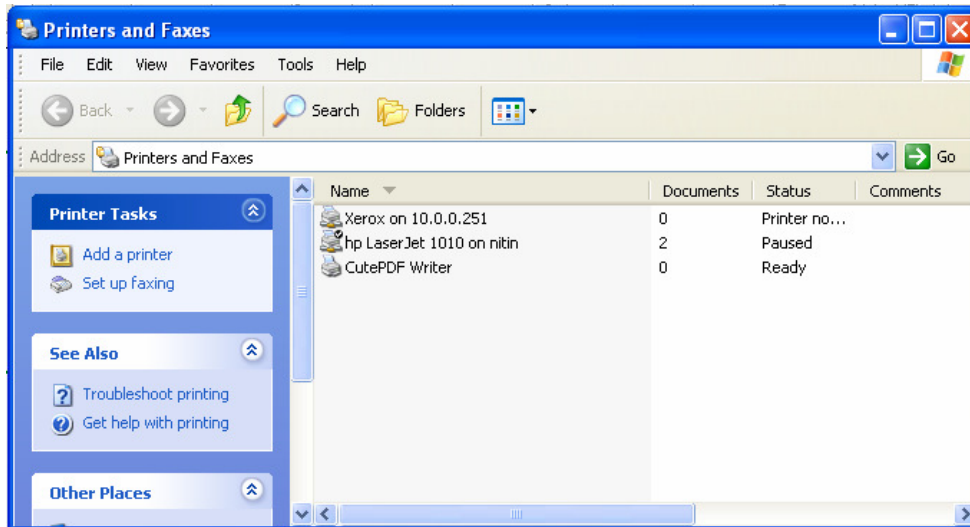 Printers and Faxes
File Edit View Favorites Tools Help
Back Search Folders
Address Printers and Faxes Go
Printer Tasks
Add a printer
Set up faxing
See Also
Troubleshoot printing
Get help with printing
Other Places
Name Documents Status Comments
Xerox on 10.0.0.251 0 Printer no...
hp LaserJet 1010 on nitin 2 Paused
CutePDF Writer 0 Ready